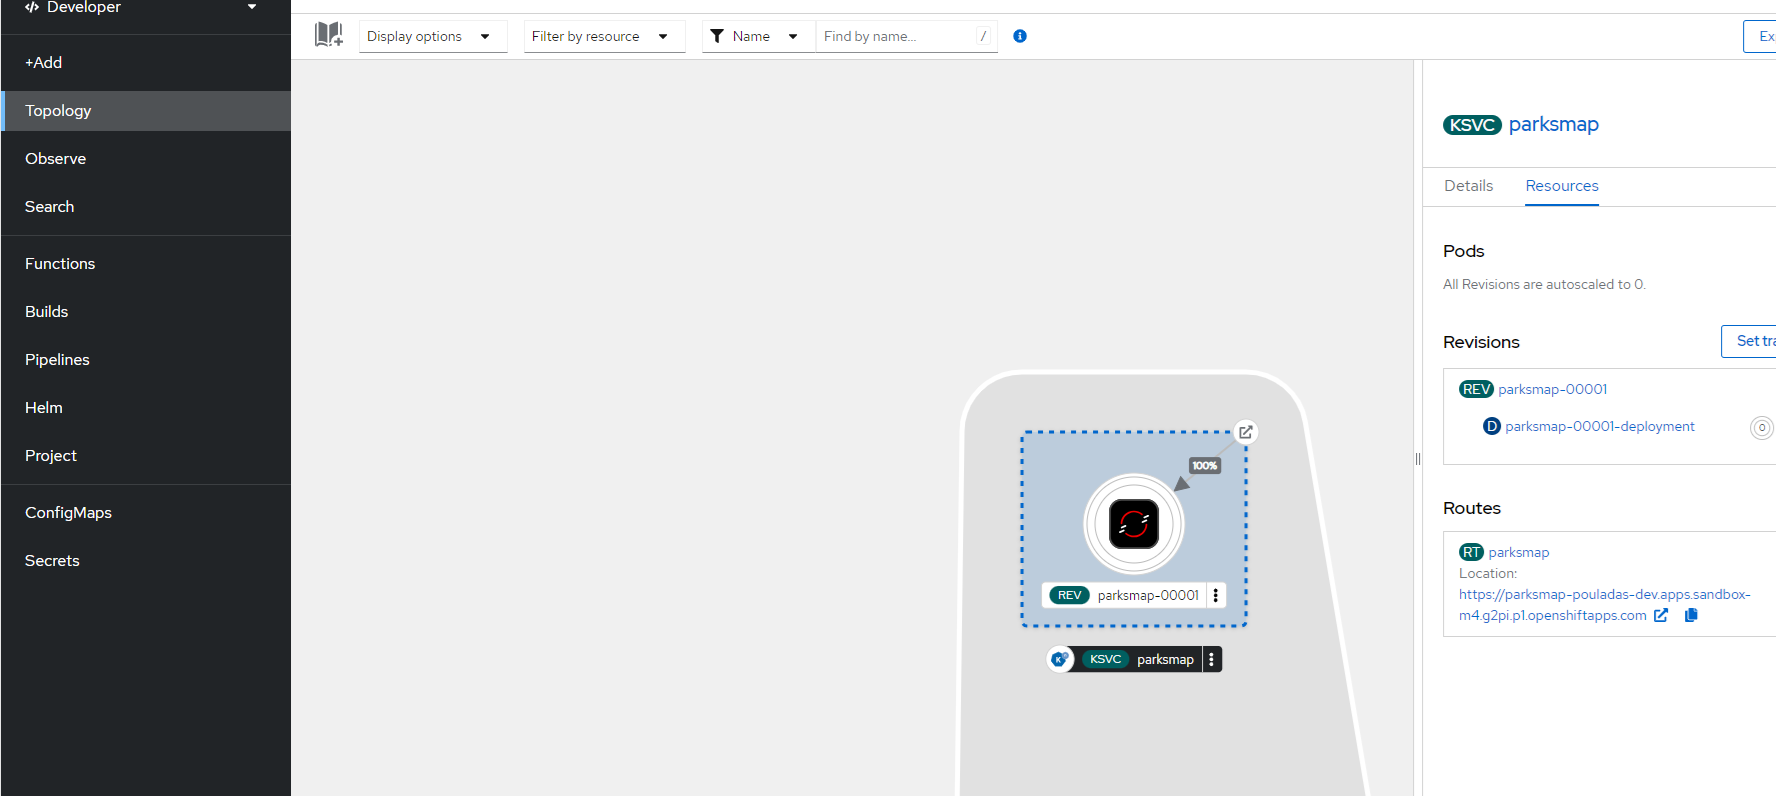 Developer
+Add
Topology
Observe
Search
Functions
Builds
Pipelines
Helm
Project
ConfigMaps
Secrets
Display options
Filter by resource
Name
Find by name...
/
Ex
100%
REV parksmap-00001
KSVC parksmap
KSVC parksmap
Details
Resources
Pods
All Revisions are autoscaled to 0.
Revisions
Set tra
REV parksmap-00001
D parksmap-00001-deployment
0
Routes
RT parksmap
Location:
https://parksmap-pouladas-dev.apps.sandbox-
m4.g2pi.p1.openshiftapps.com